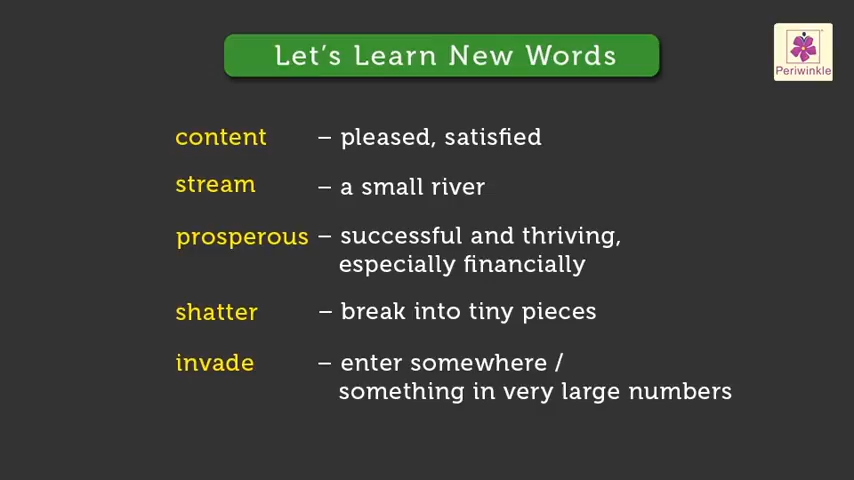 Let's Learn New Words
Periwinkle
content – pleased, satisfied
stream – a small river
prosperous – successful and thriving,
especially financially
shatter – break into tiny pieces
invade – enter somewhere /
something in very large numbers